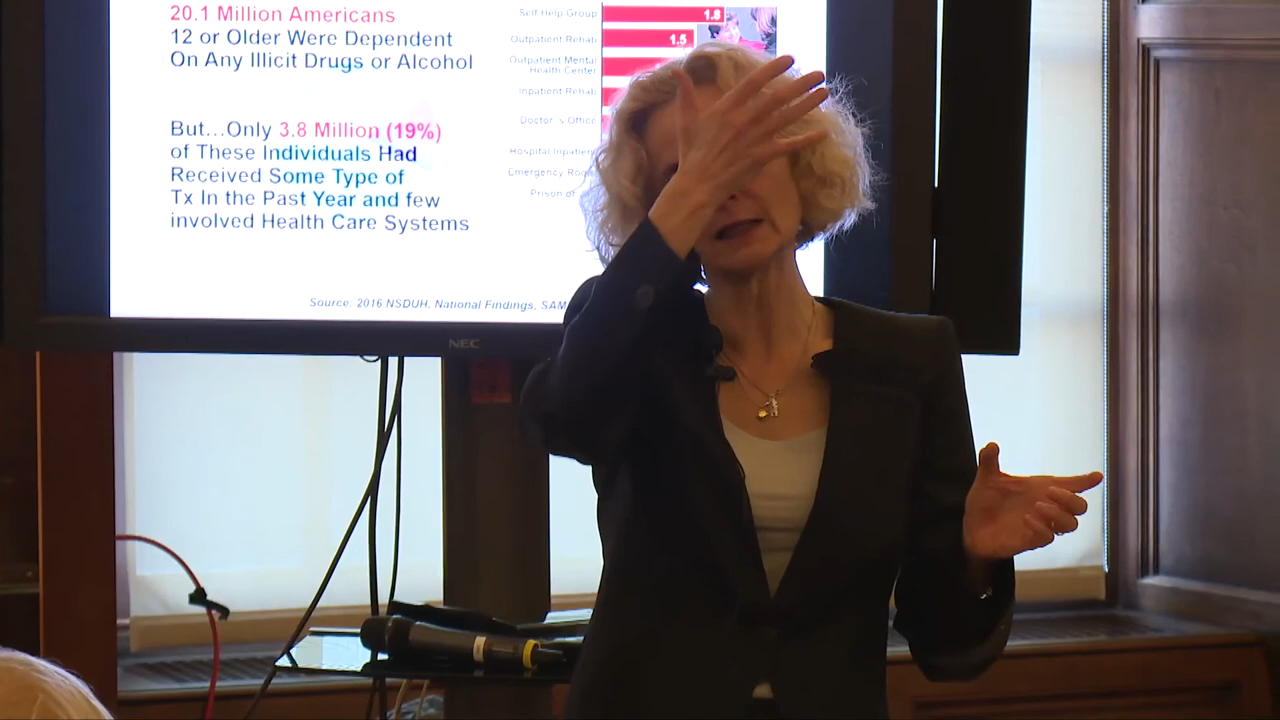 20.1 Million Americans
12 or Older Were Dependent
On Any Illicit Drugs or Alcohol
But...Only 3.8 Million (19%)
of These Individuals Had
Received Some Type of
Tx In the Past Year and few
involved Health Care Systems
Source: 2016 NSDUH, National Findings,
Self Help Group 1.8
Outpatient Rehab 1.5
Outpatient Mental
Health Center
Inpatient Rehab
Doctor's Office
Hospital Inpatient
Emergency
Prison
NEC